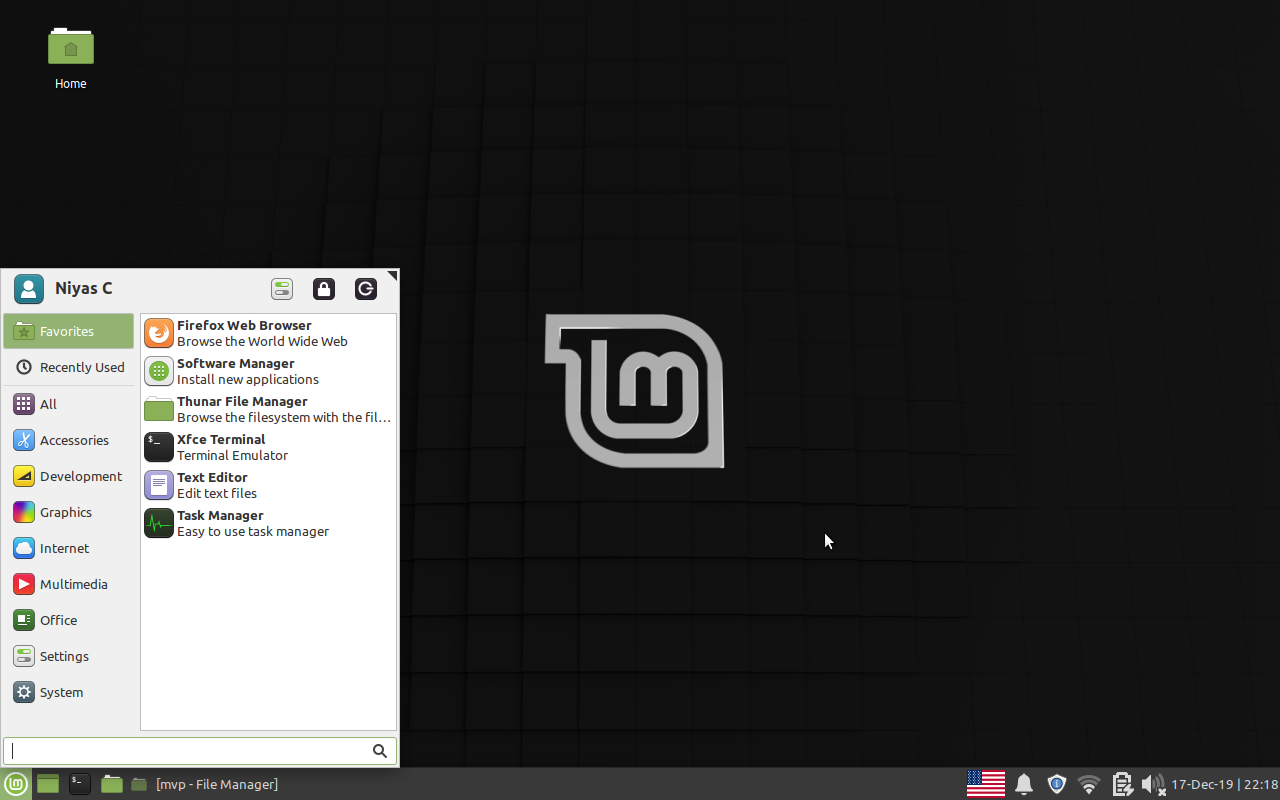 Home
Niyas C
Favorites
Recently Used
All
Accessories
Development
Graphics
Internet
Multimedia
Office
Settings
System
Firefox Web Browser
Browse the World Wide Web
Software Manager
Install new applications
Thunar File Manager
Browse the filesystem with the fil...
Xfce Terminal
Terminal Emulator
Text Editor
Edit text files
Task Manager
Easy to use task manager
[mvp - File Manager]
17-Dec-19 | 22:18